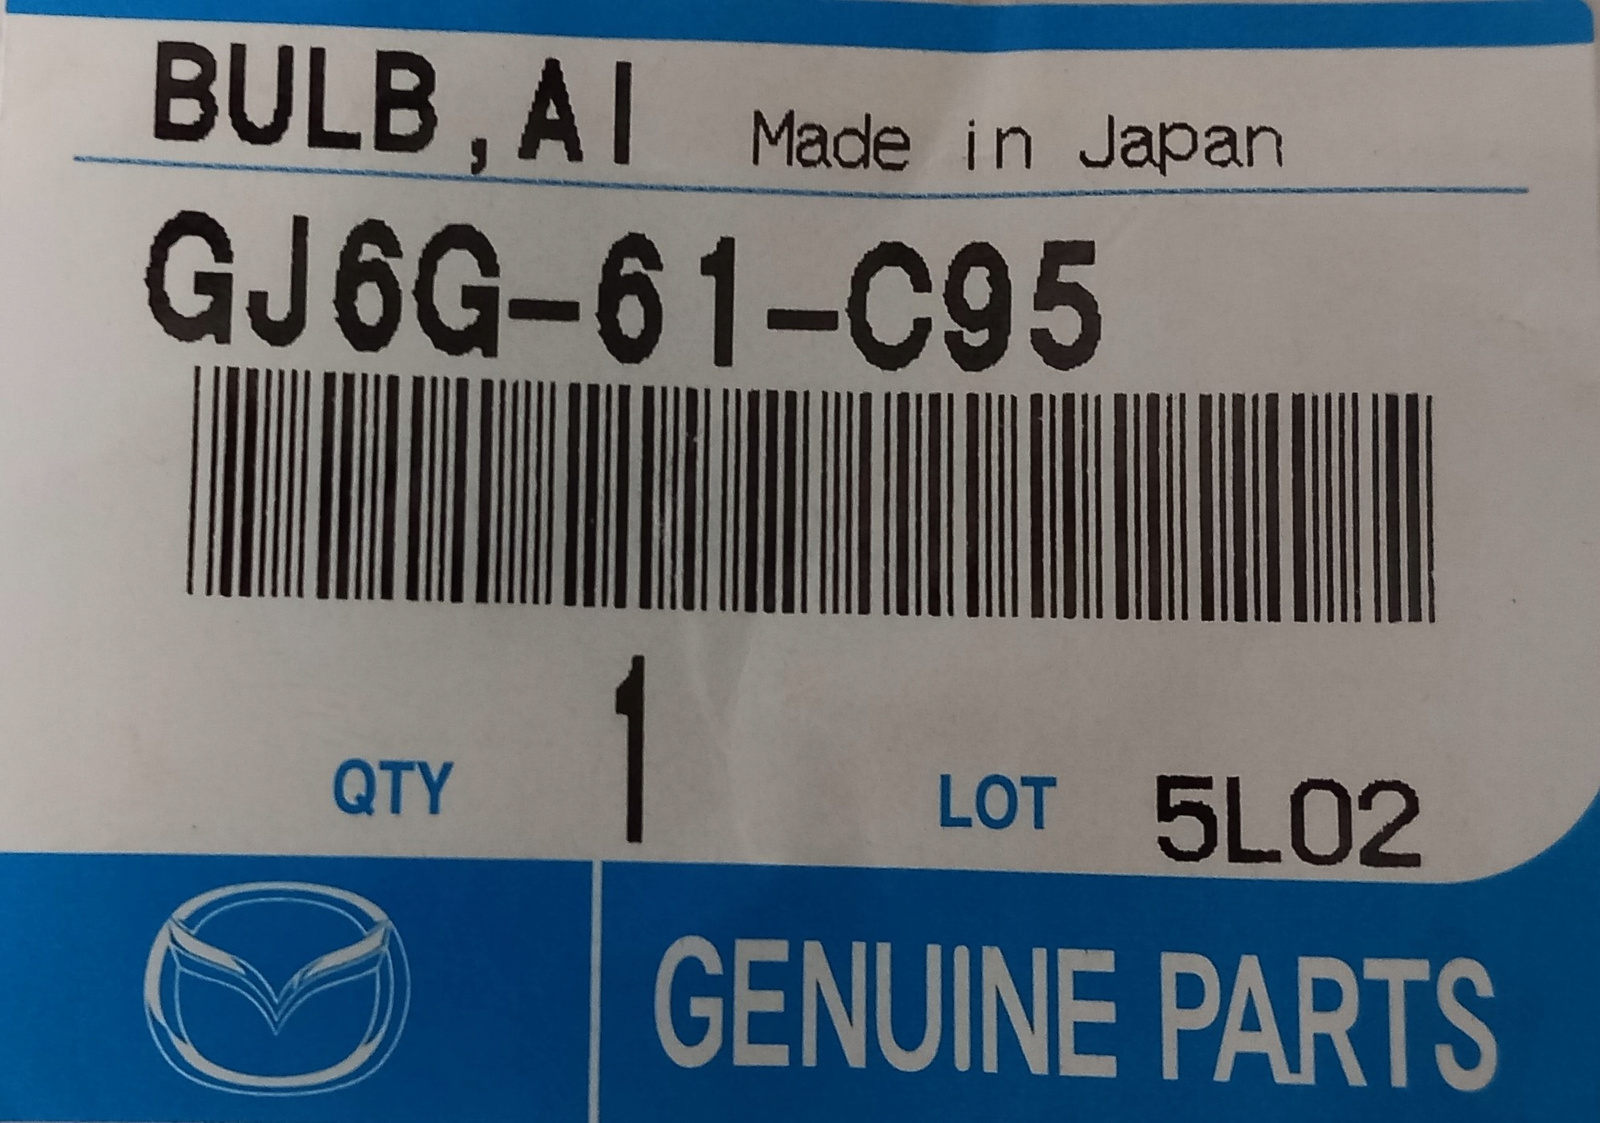 BULB,AI Made in Japan
GJ6G-61-C95
QTY 1 LOT 5L02
GENUINE PARTS